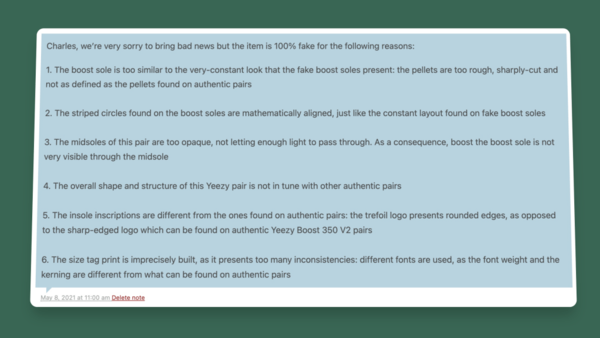 Charles, we're very sorry to bring bad news but the item is 100% fake for the following reasons:
1. The boost sole is too similar to the very-constant look that the fake boost soles present: the pellets are too rough, sharply-cut and
not as defined as the pellets found on authentic pairs
2. The striped circles found on the boost soles are mathematically aligned, just like the constant layout found on fake boost soles
3. The midsoles of this pair are too opaque, not letting enough light to pass through. As a consequence, boost the boost sole is not
very visible through the midsole
4. The overall shape and structure of this Yeezy pair is not in tune with other authentic pairs
5. The insole inscriptions are different from the ones found on authentic pairs: the trefoil logo presents rounded edges, as opposed
to the sharp-edged logo which can be found on authentic Yeezy Boost 350 V2 pairs
6. The size tag print is imprecisely built, as it presents too many inconsistencies: different fonts are used, as the font weight and the
kerning are different from what can be found on authentic pairs
May 8, 2021 at 11:00 am Delete note